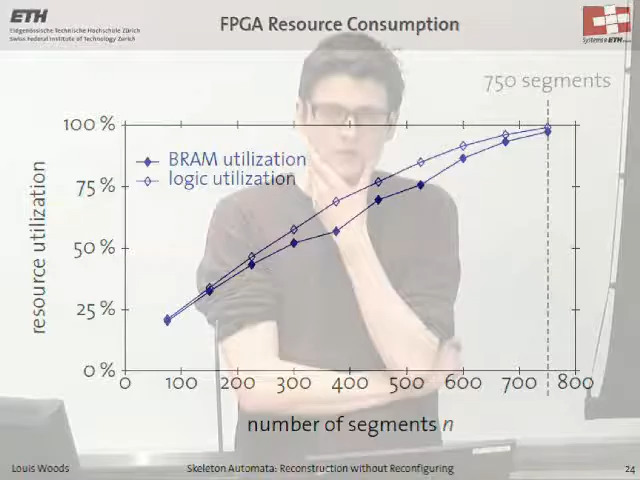 ETH
Eidgenössische Technische Hochschule Zürich
Swiss Federal Institute of Technology Zurich
FPGA Resource Consumption
Systems@ETH
750 segments
100 %
75 %
50 %
25 %
0 %
BRAM utilization
logic utilization
resource utilization
0 100 200 300 400 500 600 700 800
number of segments n
Louis Woods
Skeleton Automata: Reconstruction without Reconfiguring
24